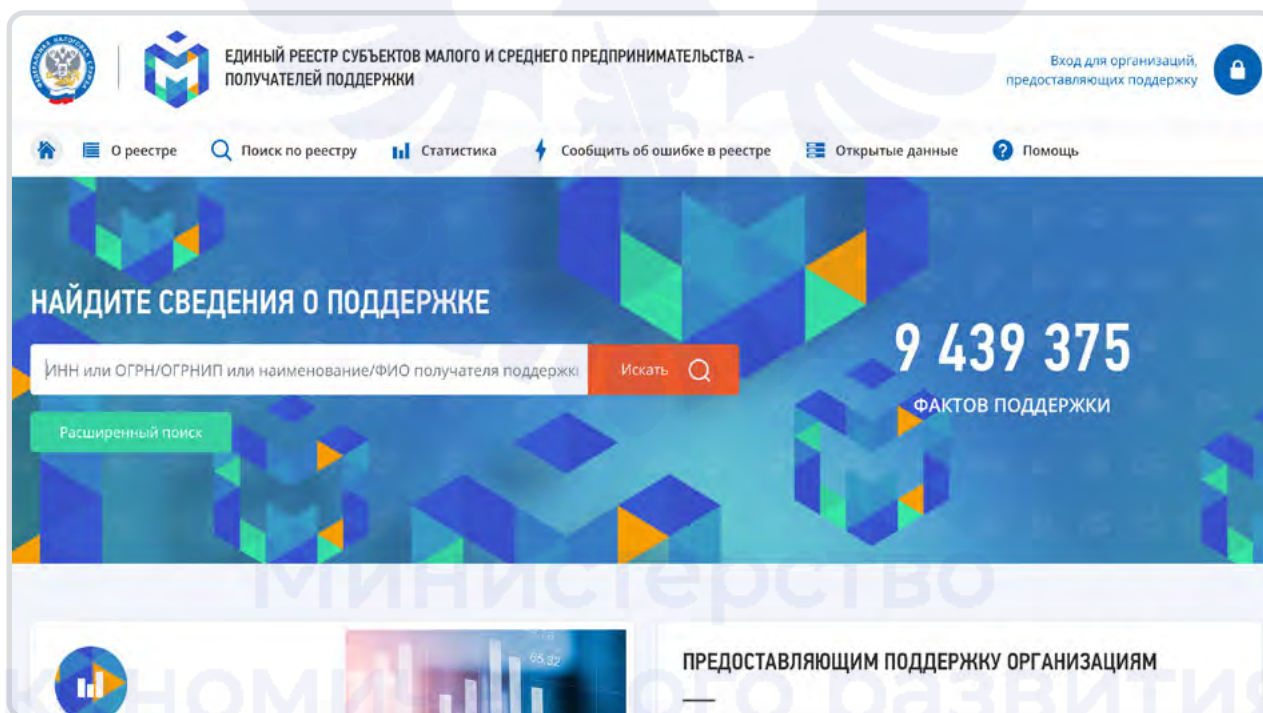 ЕДИНЫЙ РЕЕСТР СУБЪЕКТОВ МАЛОГО И СРЕДНЕГО ПРЕДПРИНИМАТЕЛЬСТВА -
ПОЛУЧАТЕЛЕЙ ПОДДЕРЖКИ
Вход для организаций,
предоставляющих поддержку
О реестре Поиск по реестру Статистика Сообщить об ошибке в реестре Открытые данные Помощь
НАЙДИТЕ СВЕДЕНИЯ О ПОДДЕРЖКЕ
ИНН или ОГРН/ОГРНИП или наименование/ФИО получателя поддержки Искать
Расширенный поиск
9 439 375
ФАКТОВ ПОДДЕРЖКИ
Министерство
65.32
ПРЕДОСТАВЛЯЮЩИМ ПОДДЕРЖКУ ОРГАНИЗАЦИЯМ